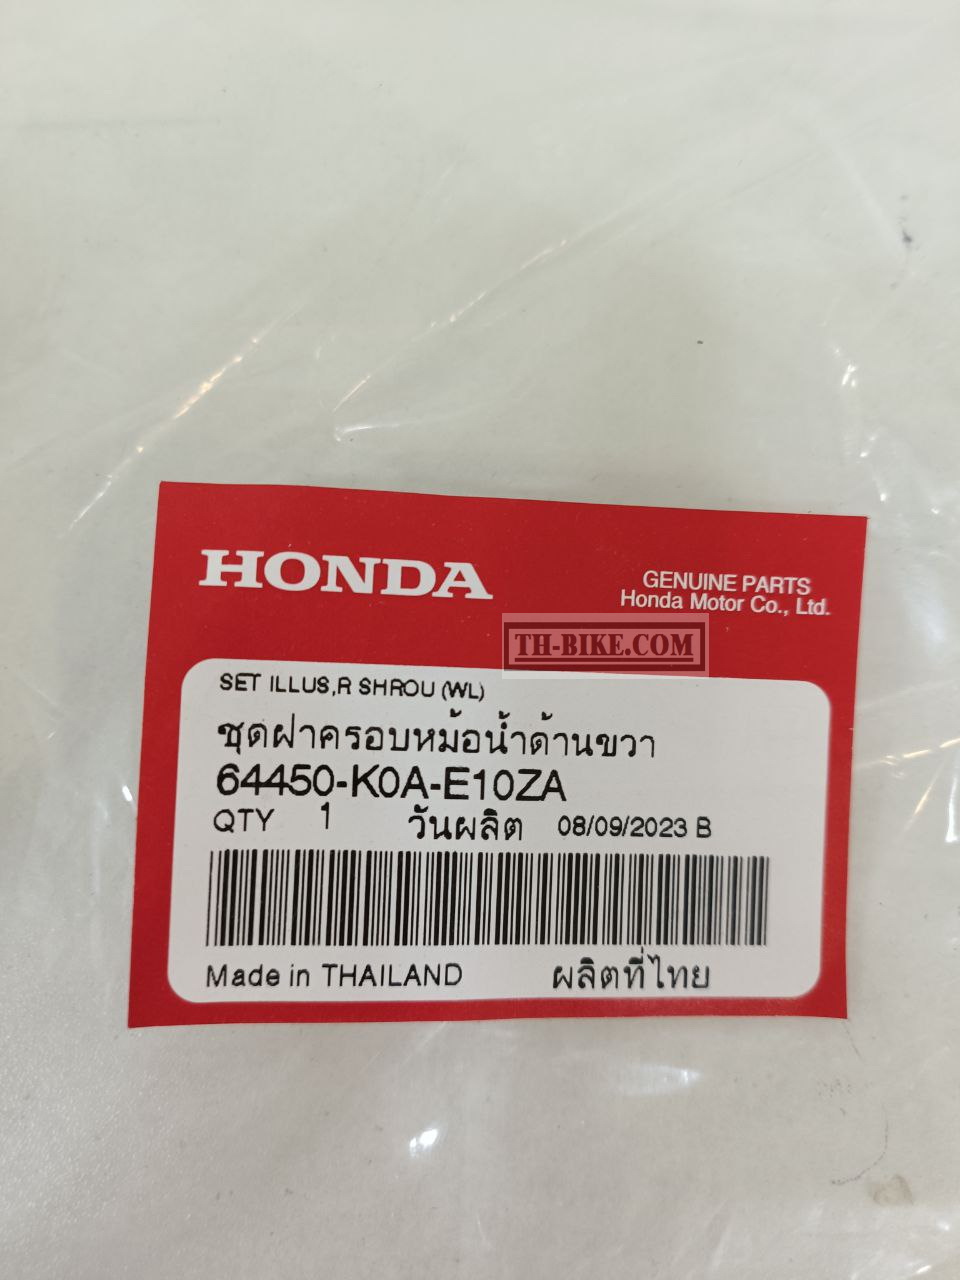 HONDA
GENUINE PARTS
Honda Motor Co., Ltd.
TH-BIKE.COM
SET ILLUS,R SHROU (WL)
ชุดฝาครอบหม้อน้ำด้านขวา
64450-K0A-E10ZA
QTY 1 วันผลิต 08/09/2023 B
Made in THAILAND ผลิตที่ไทย